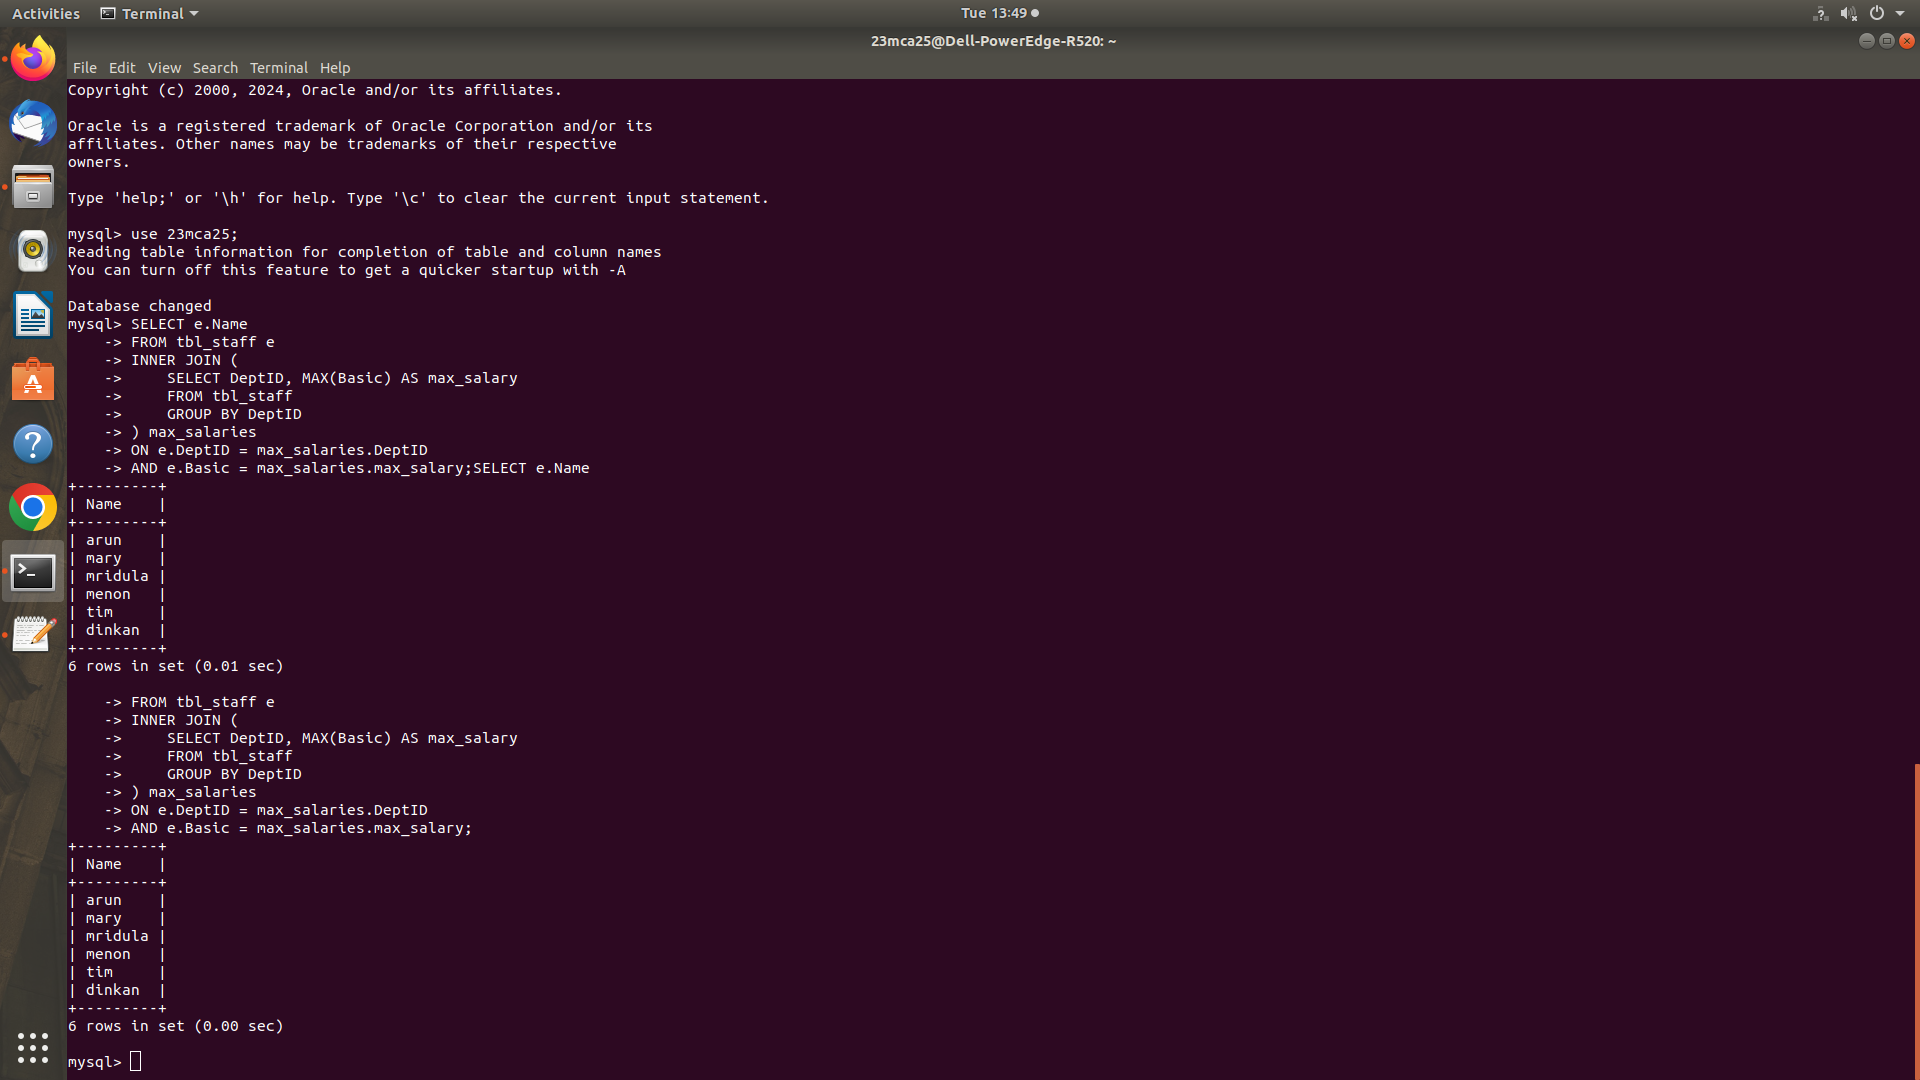 Activities Terminal Tue 13:49
23mca25@Dell-PowerEdge-R520: ~
File Edit View Search Terminal Help
Copyright (c) 2000, 2024, Oracle and/or its affiliates.
Oracle is a registered trademark of Oracle Corporation and/or its
affiliates. Other names may be trademarks of their respective
owners.
Type 'help;' or '\h' for help. Type '\c' to clear the current input statement.
mysql> use 23mca25;
Reading table information for completion of table and column names
You can turn off this feature to get a quicker startup with -A
Database changed
mysql> SELECT e.Name
    -> FROM tbl_staff e
    -> INNER JOIN (
    ->     SELECT DeptID, MAX(Basic) AS max_salary
    ->     FROM tbl_staff
    ->     GROUP BY DeptID
    -> ) max_salaries
    -> ON e.DeptID = max_salaries.DeptID
    -> AND e.Basic = max_salaries.max_salary;SELECT e.Name
+---------+
| Name    |
+---------+
| arun    |
| mary    |
| mridula |
| menon   |
| tim     |
| dinkan  |
+---------+
6 rows in set (0.01 sec)
    -> FROM tbl_staff e
    -> INNER JOIN (
    ->     SELECT DeptID, MAX(Basic) AS max_salary
    ->     FROM tbl_staff
    ->     GROUP BY DeptID
    -> ) max_salaries
    -> ON e.DeptID = max_salaries.DeptID
    -> AND e.Basic = max_salaries.max_salary;
+---------+
| Name    |
+---------+
| arun    |
| mary    |
| mridula |
| menon   |
| tim     |
| dinkan  |
+---------+
6 rows in set (0.00 sec)
mysql>